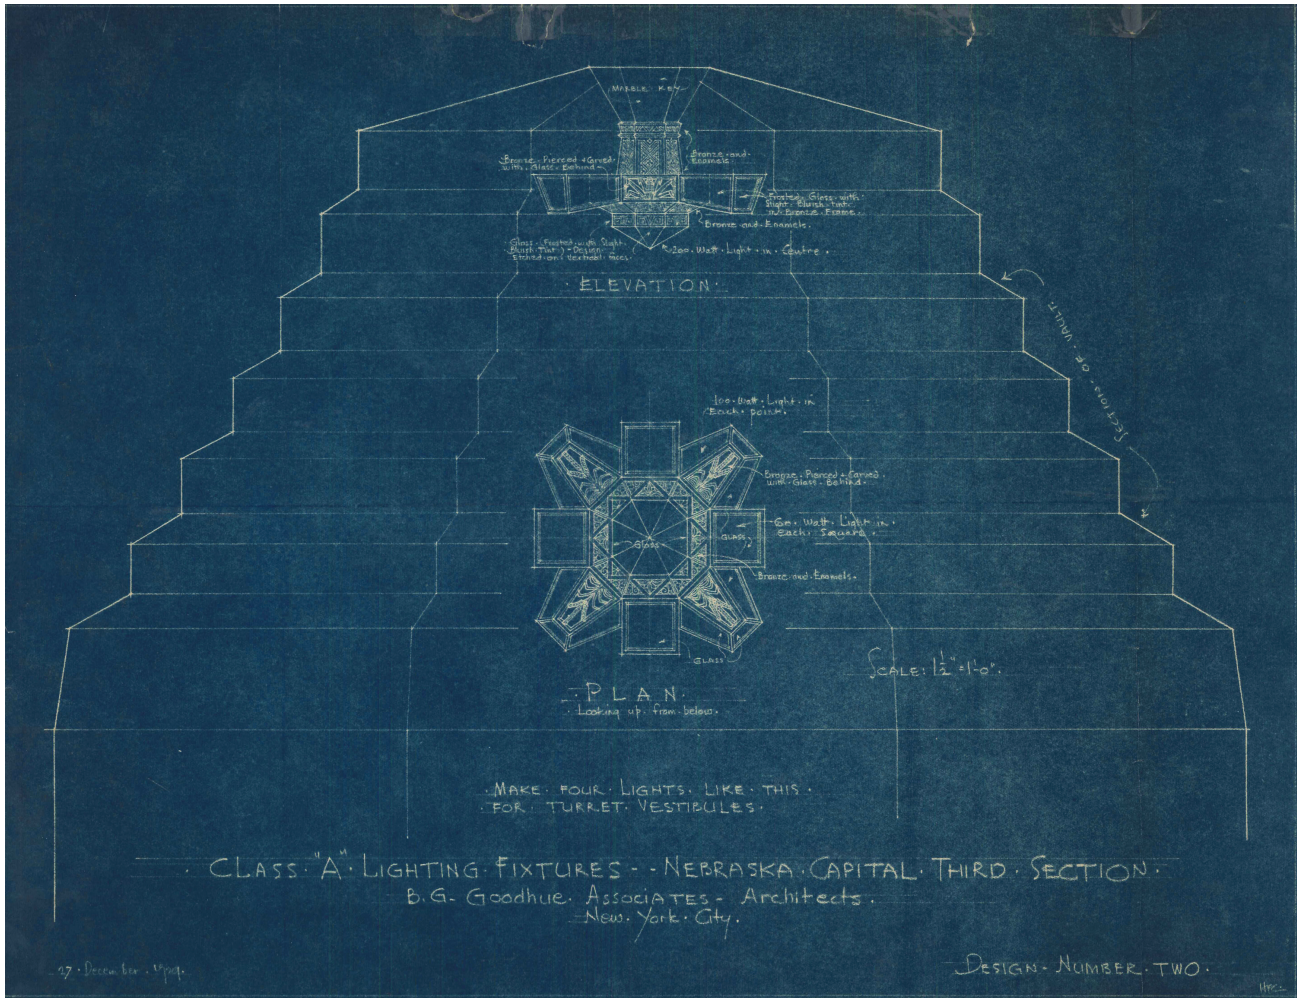 MARBLE KEY
Bronze · Pierced + Carved
with · Glass · Behind
Bronze · and ·
Enamels.
Frosted · Glass · with
Slight · Bluish · Tint ·
in · Bronze · Frame ·
Bronze · and · Enamels ·
Glass · Frosted · with Slight ·
Bluish Tint · Design
Etched · on · Vertical · faces ·
200 · Watt · Light · in · Centre ·
· ELEVATION ·
SECTION · OF · VAULT
100 · Watt · Light · in
Each · point ·
Bronze · Pierced + Carved
with · Glass · Behind ·
60 · Watt · Light in ·
Each · Square ·
Glass
GLASS
Bronze · and · Enamels ·
GLASS
SCALE: 1½" = 1'-0" ·
· PLAN ·
· Looking · up · from · below ·
· MAKE · FOUR · LIGHTS · LIKE · THIS ·
FOR · TURRET · VESTIBULES ·
· CLASS · "A" · LIGHTING · FIXTURES - - NEBRASKA · CAPITAL · THIRD · SECTION ·
B.G. Goodhue · Associates - Architects ·
New · York · City ·
27 · December · 1929 ·
DESIGN - NUMBER · TWO ·